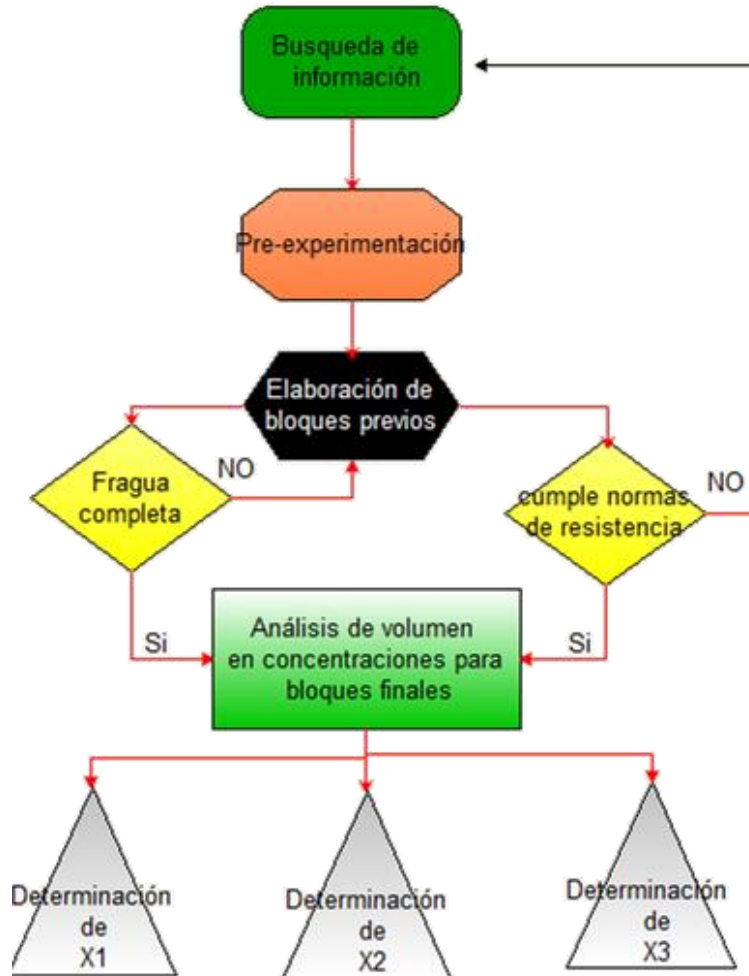 Busqueda de
información
Pre-experimentación
Elaboración de
bloques previos
Fragua
completa
NO
cumple normas
de resistencia
NO
Si
Análisis de volumen
en concentraciones para
bloques finales
Si
Determinación
de
X1
Determinación
de
X2
Determinación
de
X3